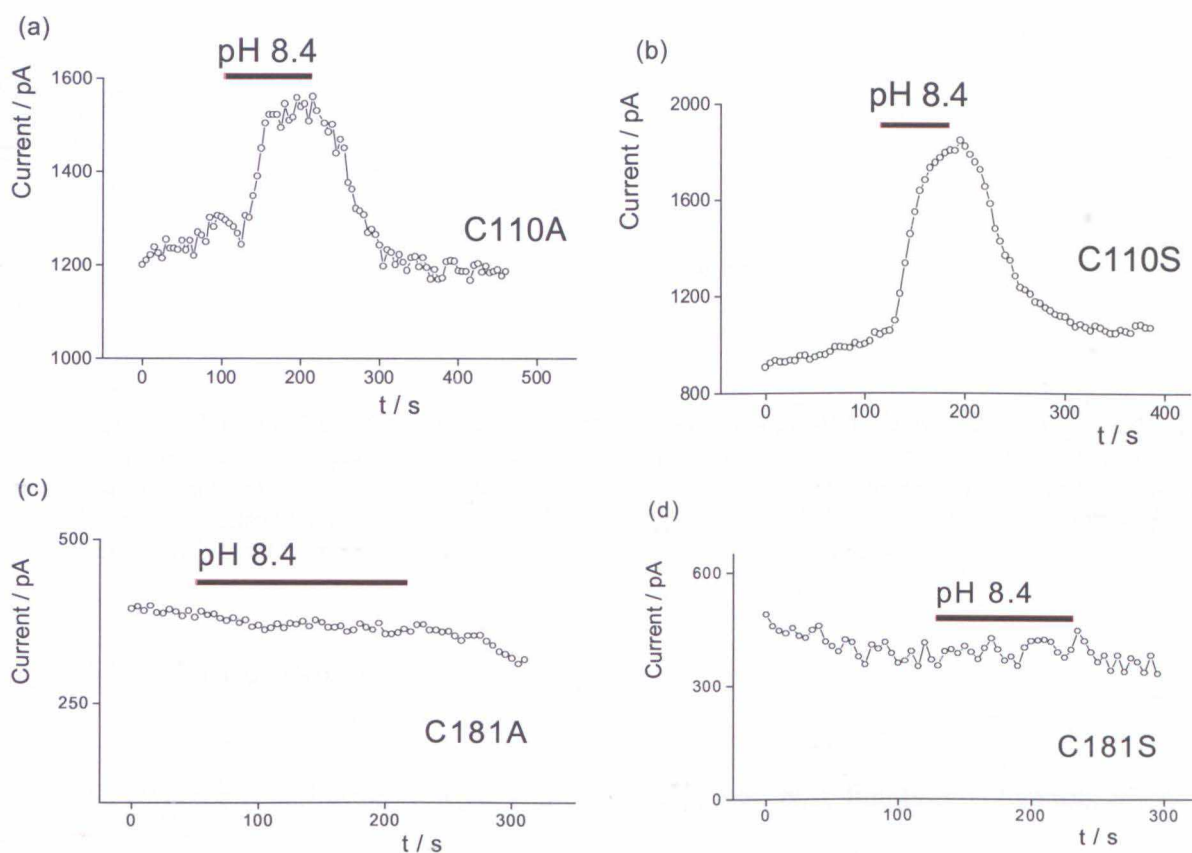 (a)
pH 8.4
Current / pA
1600
1400
1200
1000
0 100 200 300 400 500
t / s
C110A
(b)
pH 8.4
Current / pA
2000
1600
1200
800
0 100 200 300 400
t / s
C110S
(c)
pH 8.4
Current / pA
500
250
0 100 200 300
t / s
C181A
(d)
pH 8.4
Current / pA
600
300
0
0 100 200 300
t / s
C181S